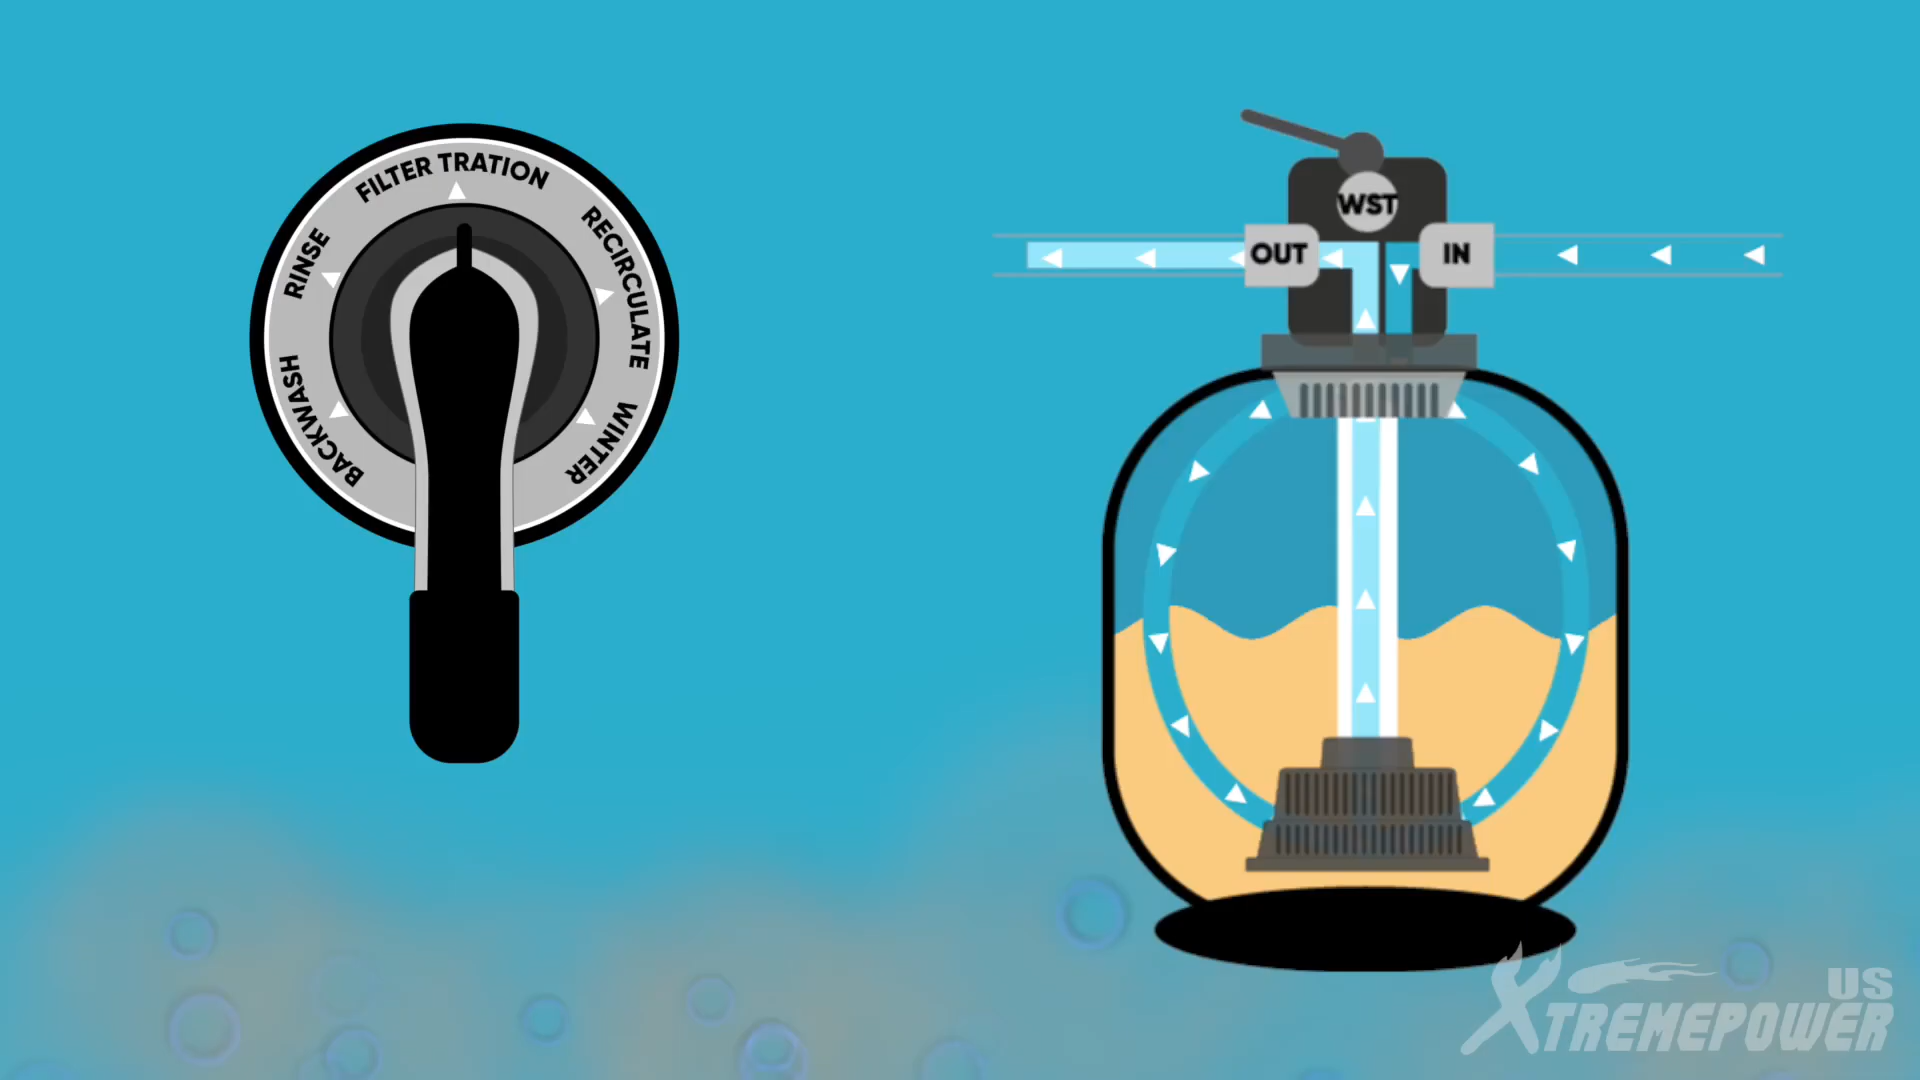 FILTER TRATION
RINSE
RECIRCULATE
BACKWASH
WINTER
WST
OUT
IN
XTREMEPOWER
US